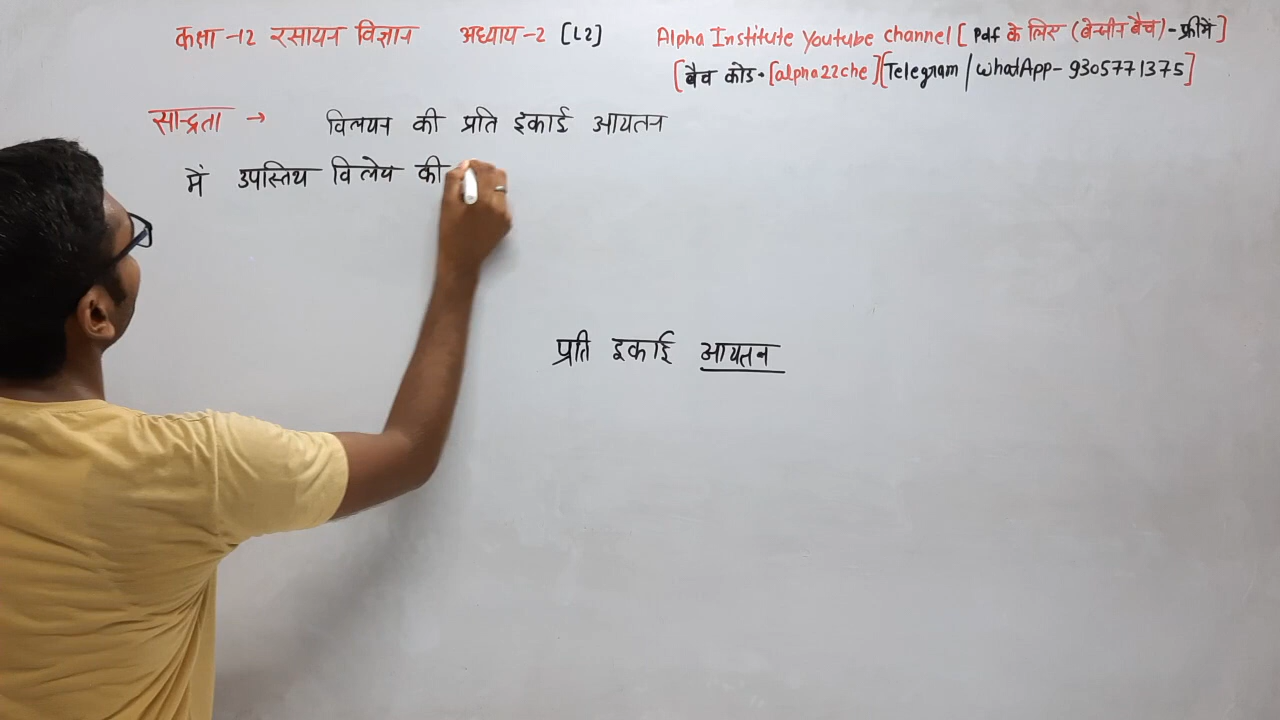 कक्षा -12 रसायन विज्ञान अध्याय-2 [L2] Alpha Institute Youtube channel [ Pdf के लिए (बेन्जीन बैच) - फ्री में ]
[ बैच कोड - [alpha22che] [Telegram / WhatApp - 9305771375]
सान्द्रता → विलयन की प्रति इकाई आयतन
में उपस्तिथ विलेय की
प्रति इकाई आयतन